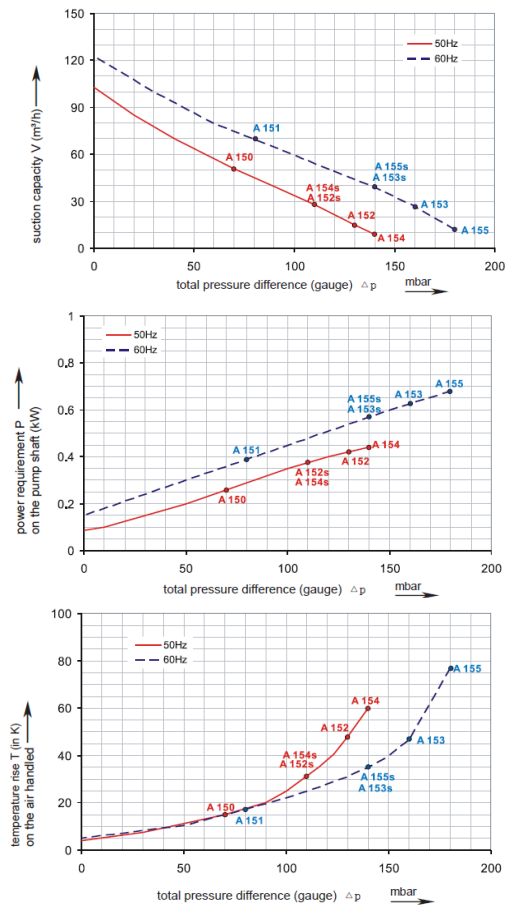 150
120
90
60
30
0
suction capacity V (m³/h)
50Hz
60Hz
A 151
A 150
A 155s
A 153s
A 154s
A 152s
A 153
A 152
A 154
A 155
0
50
100
150
200
total pressure difference (gauge) △p
mbar
1
0.8
0.6
0.4
0.2
0
power requirement P
on the pump shaft (kW)
50Hz
60Hz
A 155
A 153
A 155s
A 153s
A 151
A 154
A 152
A 152s
A 154s
A 150
0
50
100
150
200
total pressure difference (gauge) △p
mbar
100
80
60
40
20
0
temperature rise T (in K)
on the air handled
50Hz
60Hz
A 155
A 154
A 152
A 153
A 154s
A 152s
A 155s
A 153s
A 150
A 151
0
50
100
150
200
total pressure difference (gauge) △p
mbar